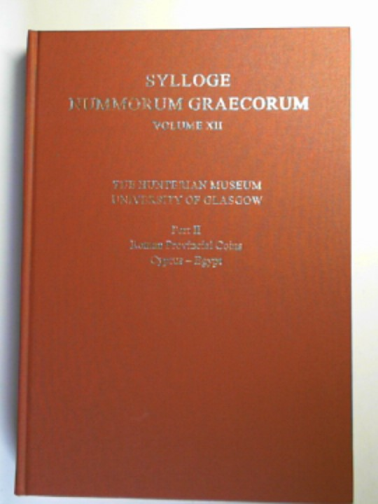 SYLLOGE
NUMMORUM GRAECORUM
VOLUME XII
THE HUNTERIAN MUSEUM
UNIVERSITY OF GLASGOW
Part II
Roman Provincial Coins
Cyprus – Egypt